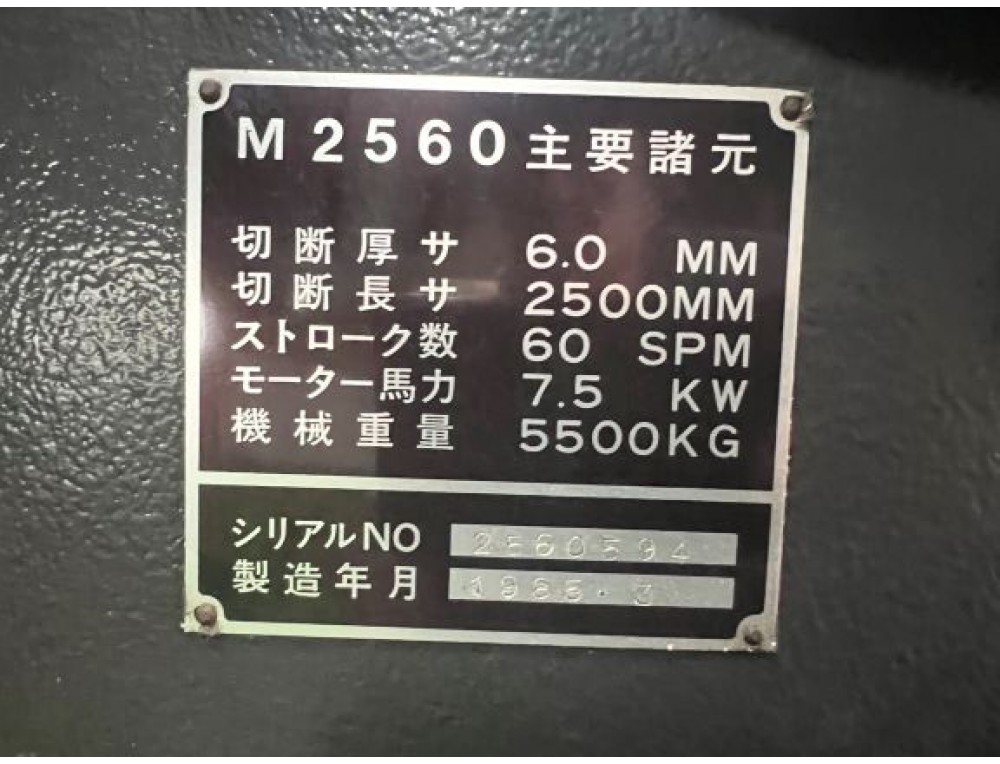 M2560主要諸元
切断厚サ 6.0 MM
切断長サ 2500MM
ストローク数 60 SPM
モーター馬力 7.5 KW
機械重量 5500KG
シリアルNO 2560594
製造年月 1985.3